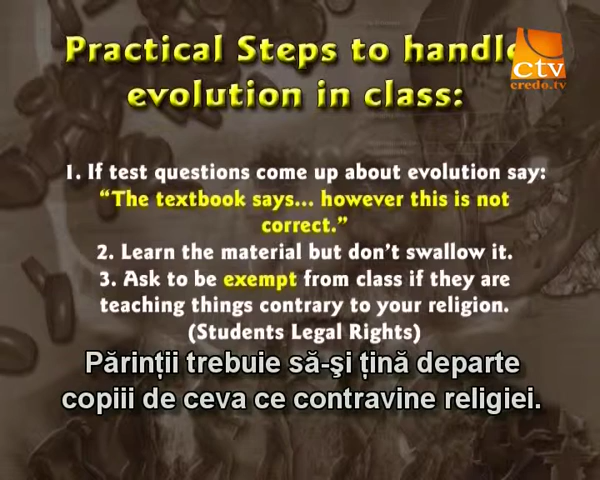 Practical Steps to handle
evolution in class:
ctv
credo.tv
1. If test questions come up about evolution say:
“The textbook says... however this is not
correct.”
2. Learn the material but don’t swallow it.
3. Ask to be exempt from class if they are
teaching things contrary to your religion.
(Students Legal Rights)
Părinții trebuie să-şi țină departe
copiii de ceva ce contravine religiei.